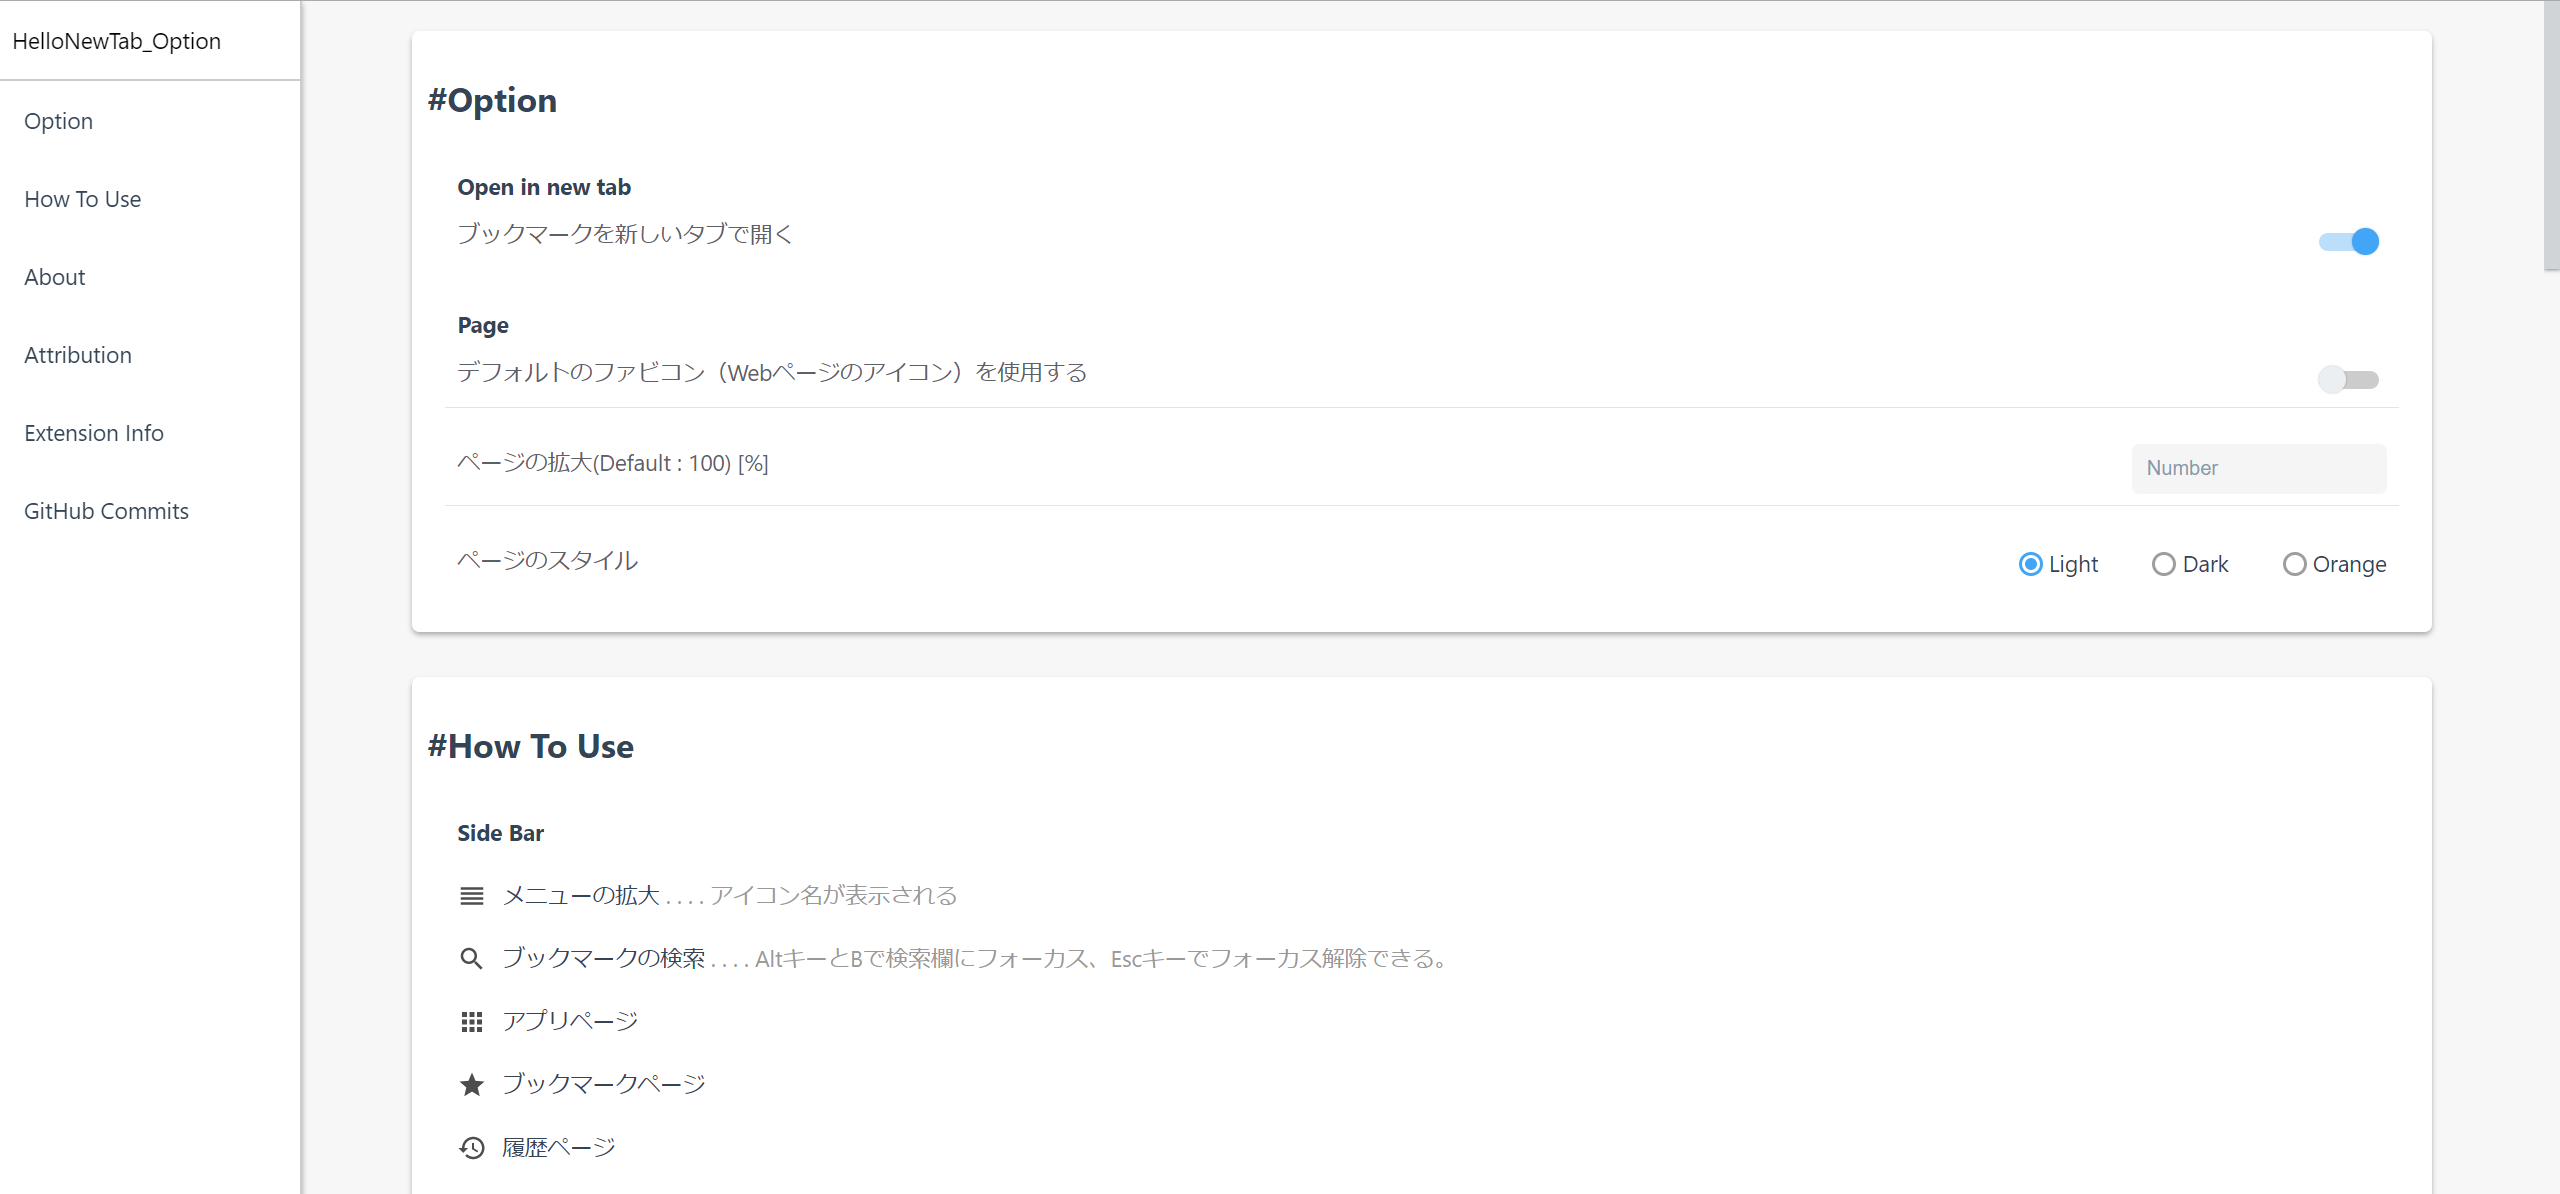 HelloNewTab_Option
Option
How To Use
About
Attribution
Extension Info
GitHub Commits
#Option
Open in new tab
ブックマークを新しいタブで開く
Page
デフォルトのファビコン（Webページのアイコン）を使用する
ページの拡大(Default : 100) [%]
Number
ページのスタイル
Light
Dark
Orange
#How To Use
Side Bar
メニューの拡大 . . . . アイコン名が表示される
ブックマークの検索 . . . . AltキーとBで検索欄にフォーカス、Escキーでフォーカス解除できる。
アプリページ
ブックマークページ
履歴ページ